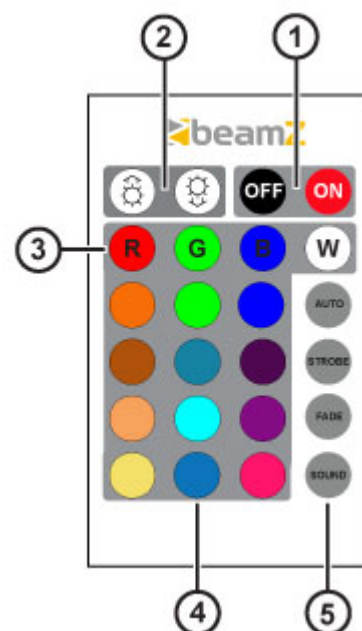 2 1
beamZ
OFF ON
3 R G B W
AUTO
STROBE
FADE
SOUND
4 5